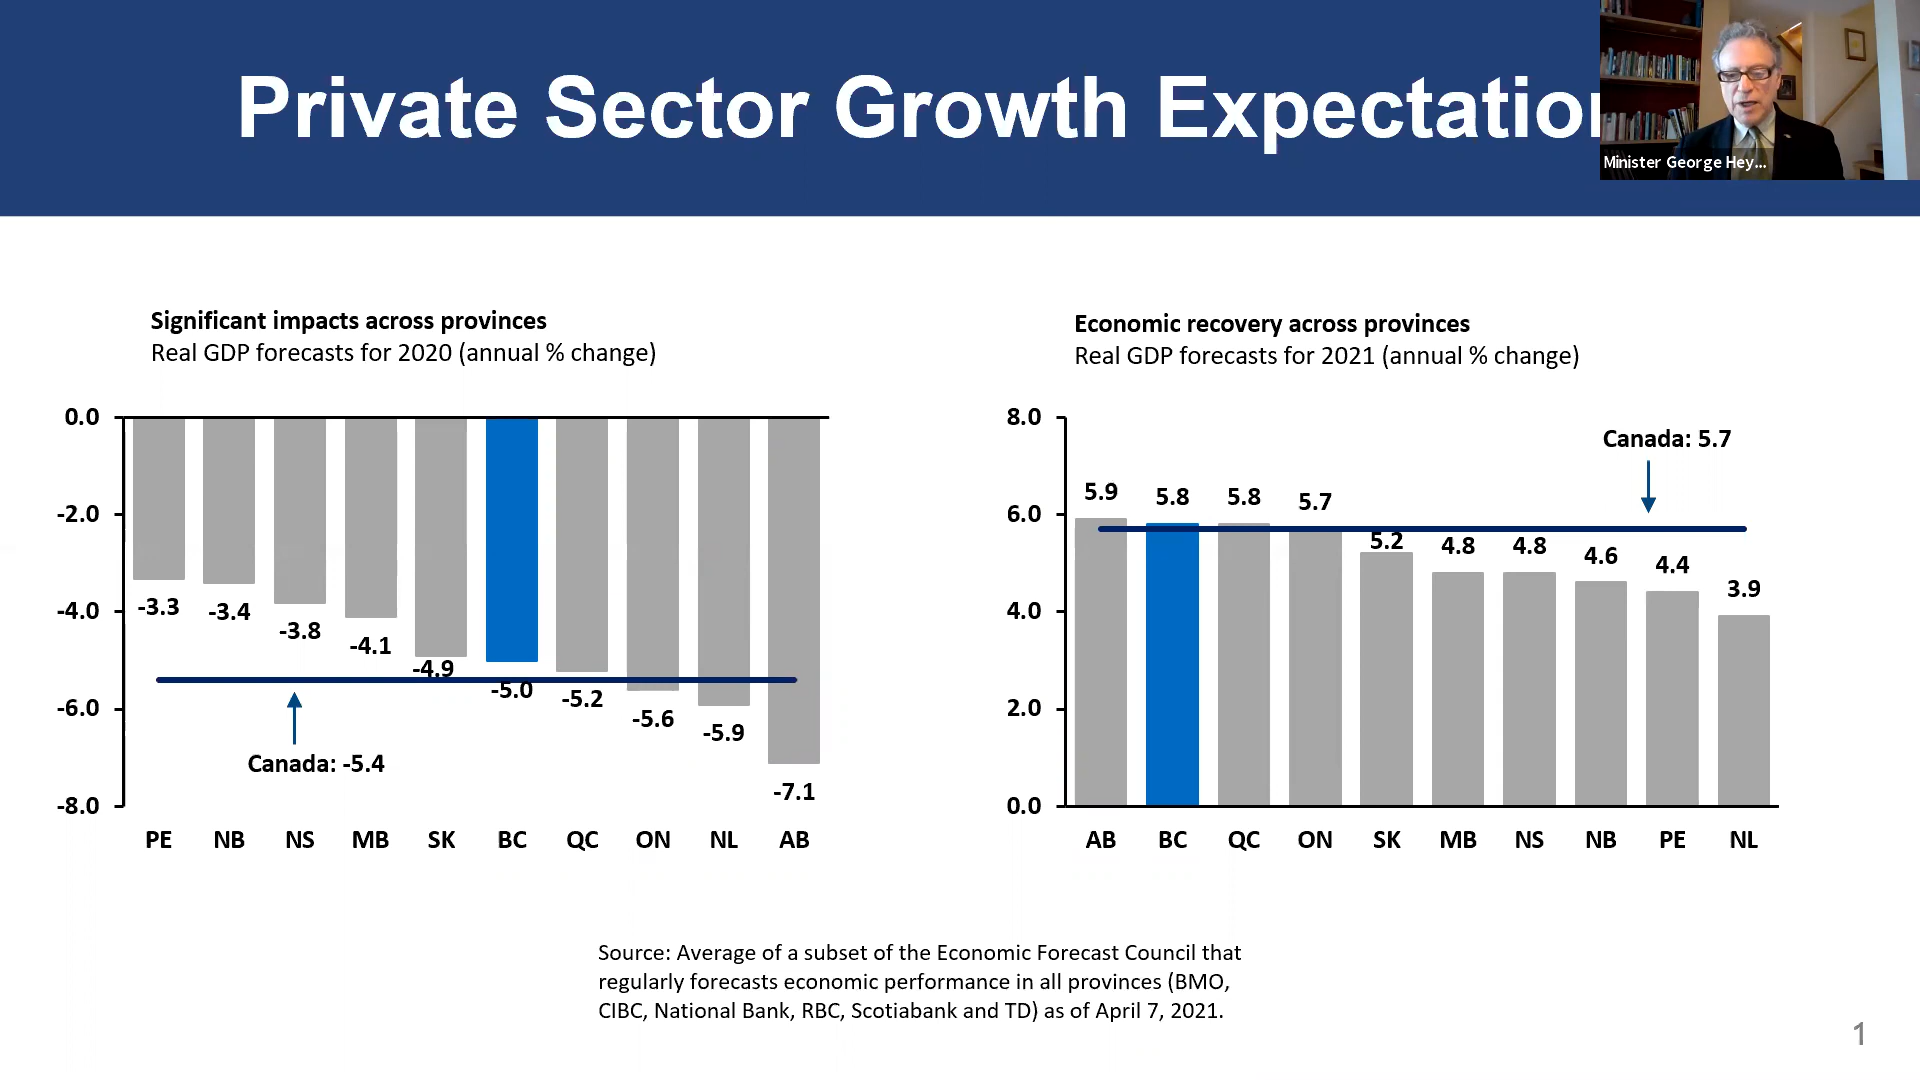 Private Sector Growth Expectation
Minister George Hey...
Significant impacts across provinces
Real GDP forecasts for 2020 (annual % change)
0.0
-2.0
-4.0
-6.0
-8.0
-3.3
-3.4
-3.8
-4.1
-4.9
-5.0
-5.2
-5.6
-5.9
-7.1
Canada: -5.4
PE NB NS MB SK BC QC ON NL AB
Economic recovery across provinces
Real GDP forecasts for 2021 (annual % change)
8.0
6.0
4.0
2.0
0.0
Canada: 5.7
5.9
5.8
5.8
5.7
5.2
4.8
4.8
4.6
4.4
3.9
AB BC QC ON SK MB NS NB PE NL
Source: Average of a subset of the Economic Forecast Council that
regularly forecasts economic performance in all provinces (BMO,
CIBC, National Bank, RBC, Scotiabank and TD) as of April 7, 2021.
1